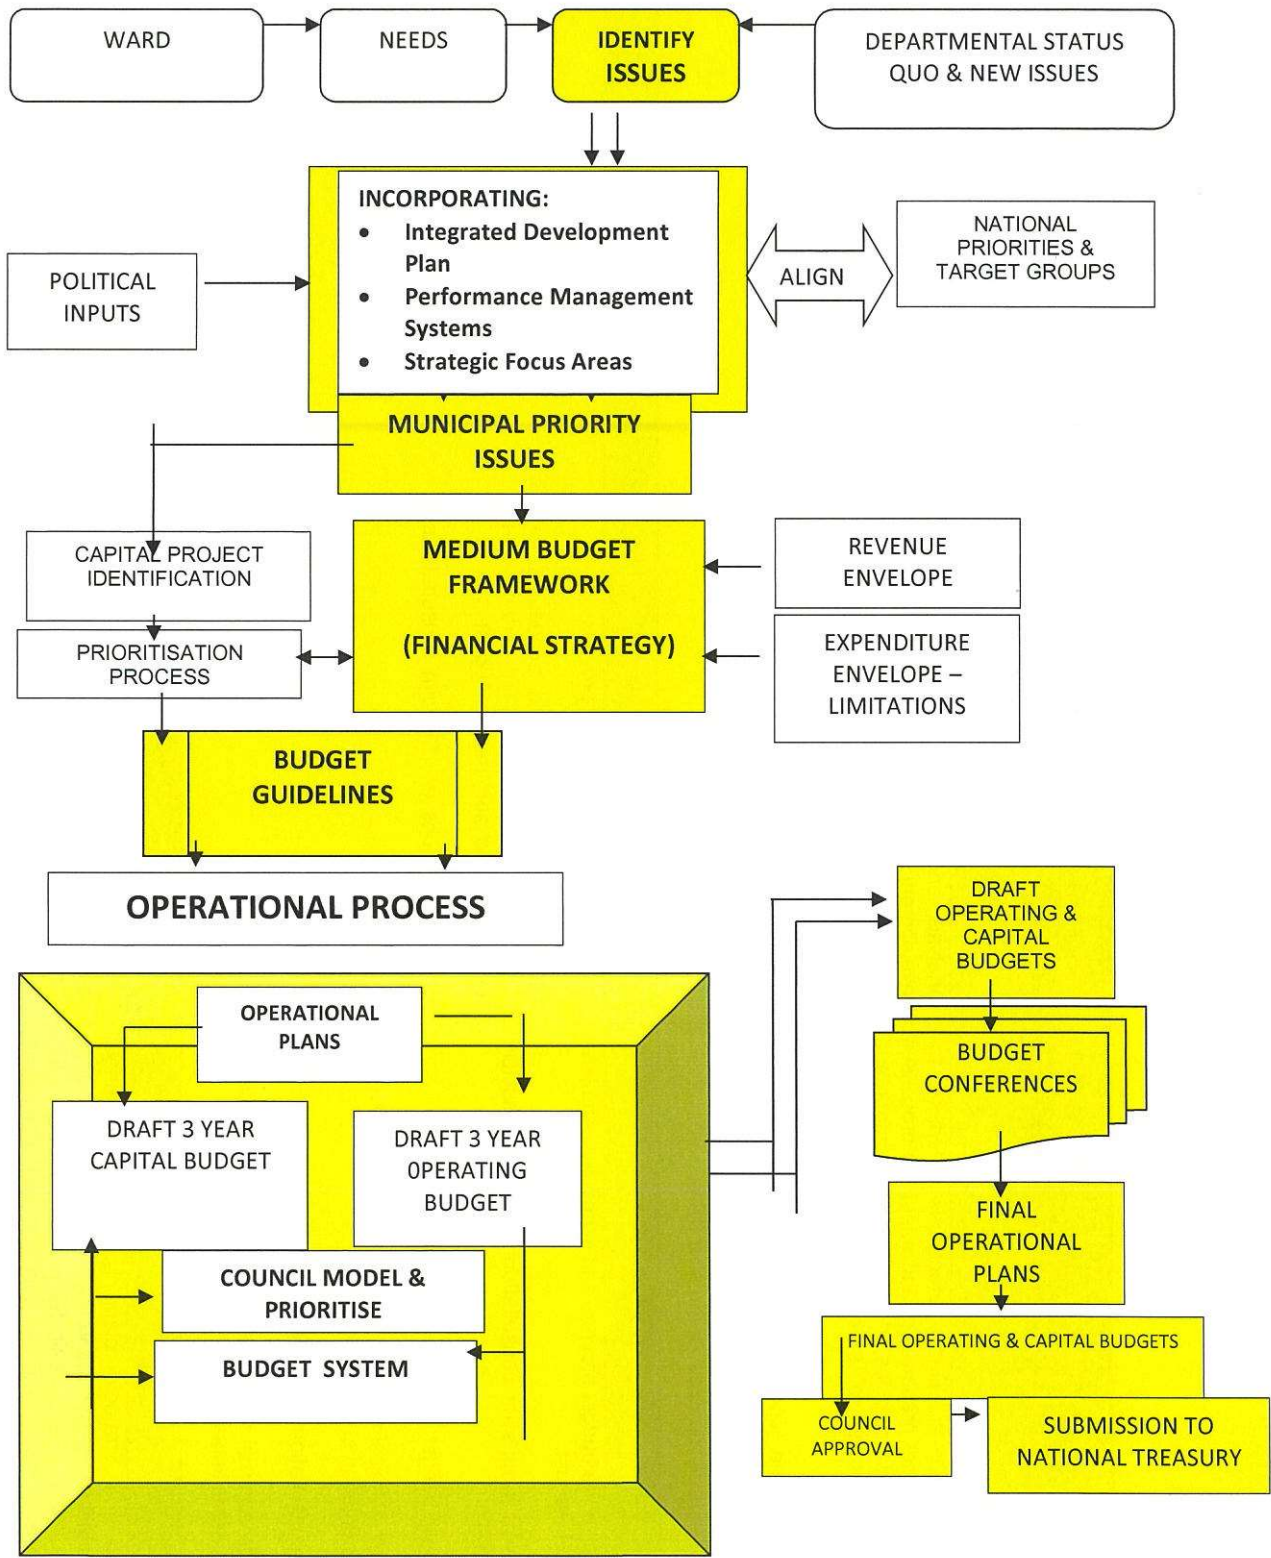 WARD
NEEDS
IDENTIFY
ISSUES
DEPARTMENTAL STATUS
QUO & NEW ISSUES
INCORPORATING:
• Integrated Development
Plan
• Performance Management
Systems
• Strategic Focus Areas
POLITICAL
INPUTS
ALIGN
NATIONAL
PRIORITIES &
TARGET GROUPS
MUNICIPAL PRIORITY
ISSUES
CAPITAL PROJECT
IDENTIFICATION
MEDIUM BUDGET
FRAMEWORK
(FINANCIAL STRATEGY)
REVENUE
ENVELOPE
PRIORITISATION
PROCESS
EXPENDITURE
ENVELOPE –
LIMITATIONS
BUDGET
GUIDELINES
OPERATIONAL PROCESS
OPERATIONAL
PLANS
DRAFT 3 YEAR
CAPITAL BUDGET
DRAFT 3 YEAR
0PERATING
BUDGET
COUNCIL MODEL &
PRIORITISE
BUDGET SYSTEM
DRAFT
OPERATING &
CAPITAL
BUDGETS
BUDGET
CONFERENCES
FINAL
OPERATIONAL
PLANS
FINAL OPERATING & CAPITAL BUDGETS
COUNCIL
APPROVAL
SUBMISSION TO
NATIONAL TREASURY